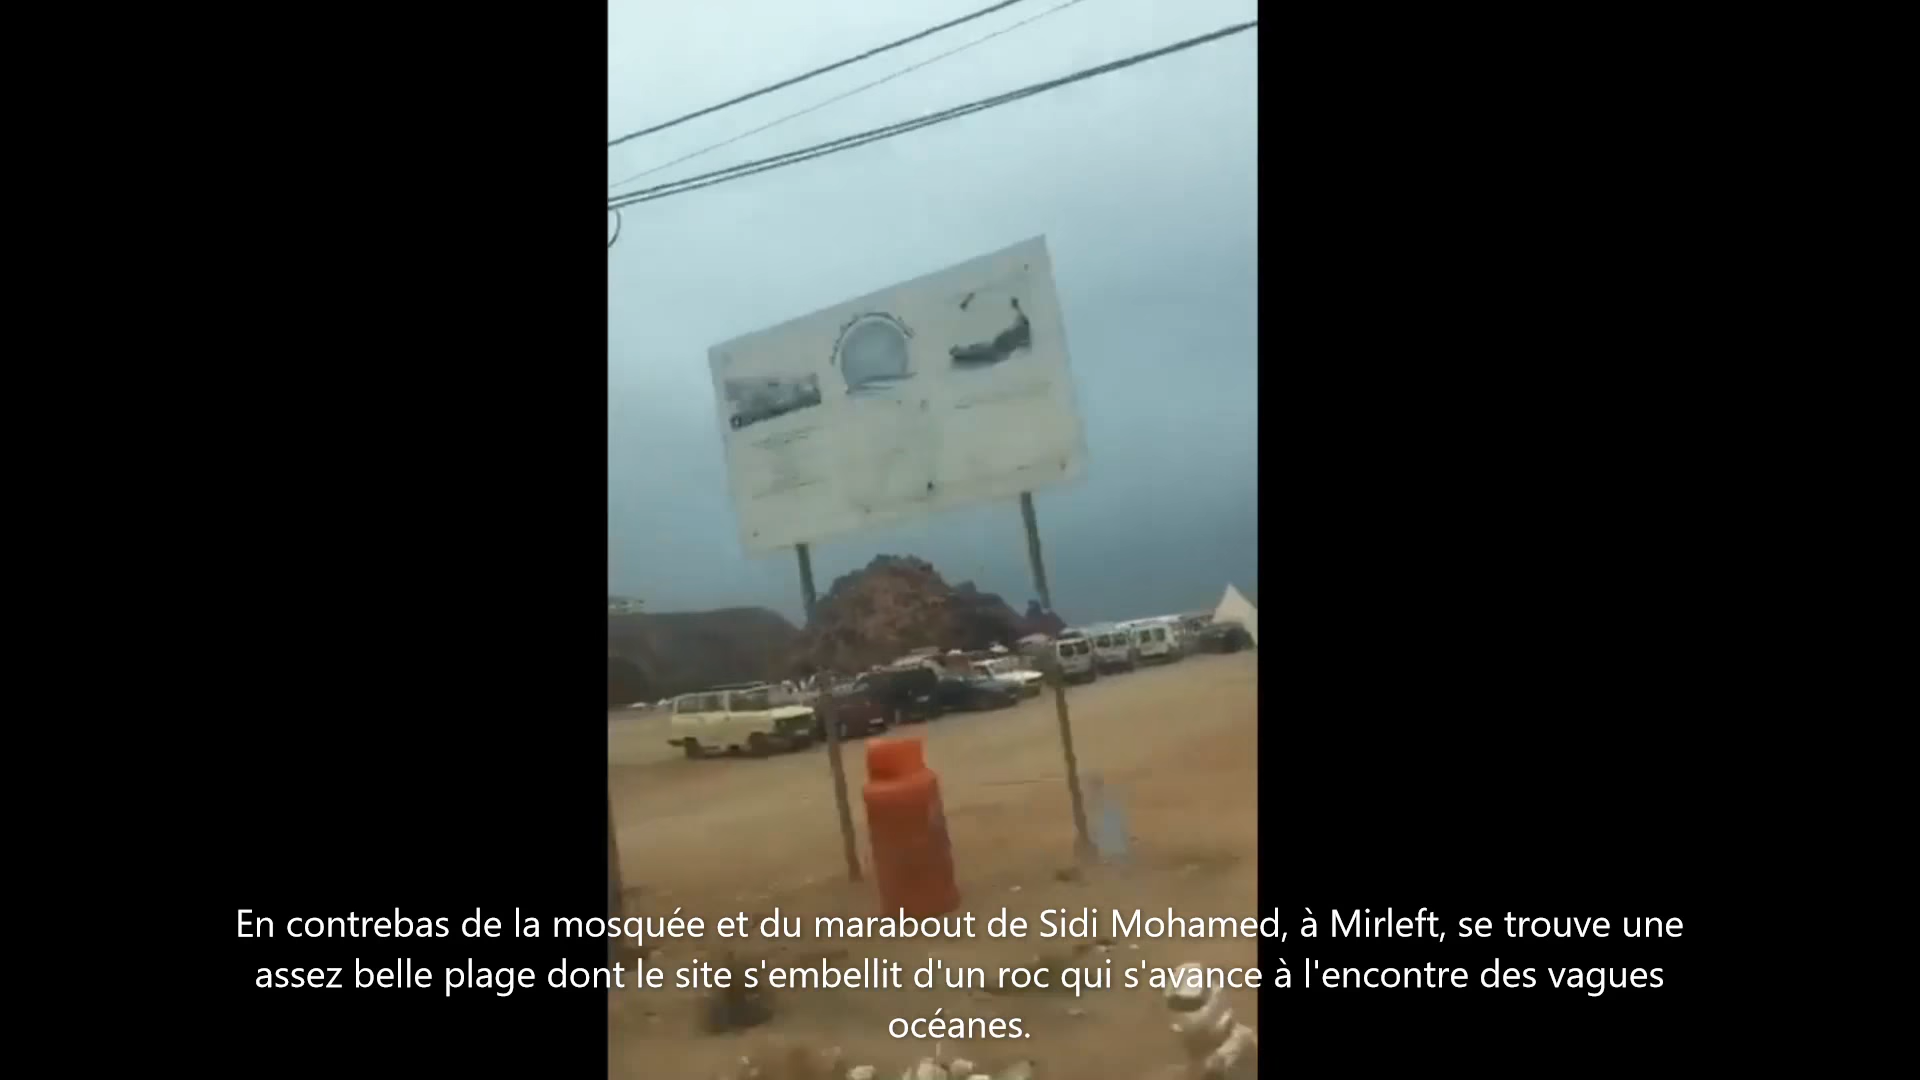 En contrebas de la mosquée et du marabout de Sidi Mohamed, à Mirleft, se trouve une
assez belle plage dont le site s'embellit d'un roc qui s'avance à l'encontre des vagues
océanes.